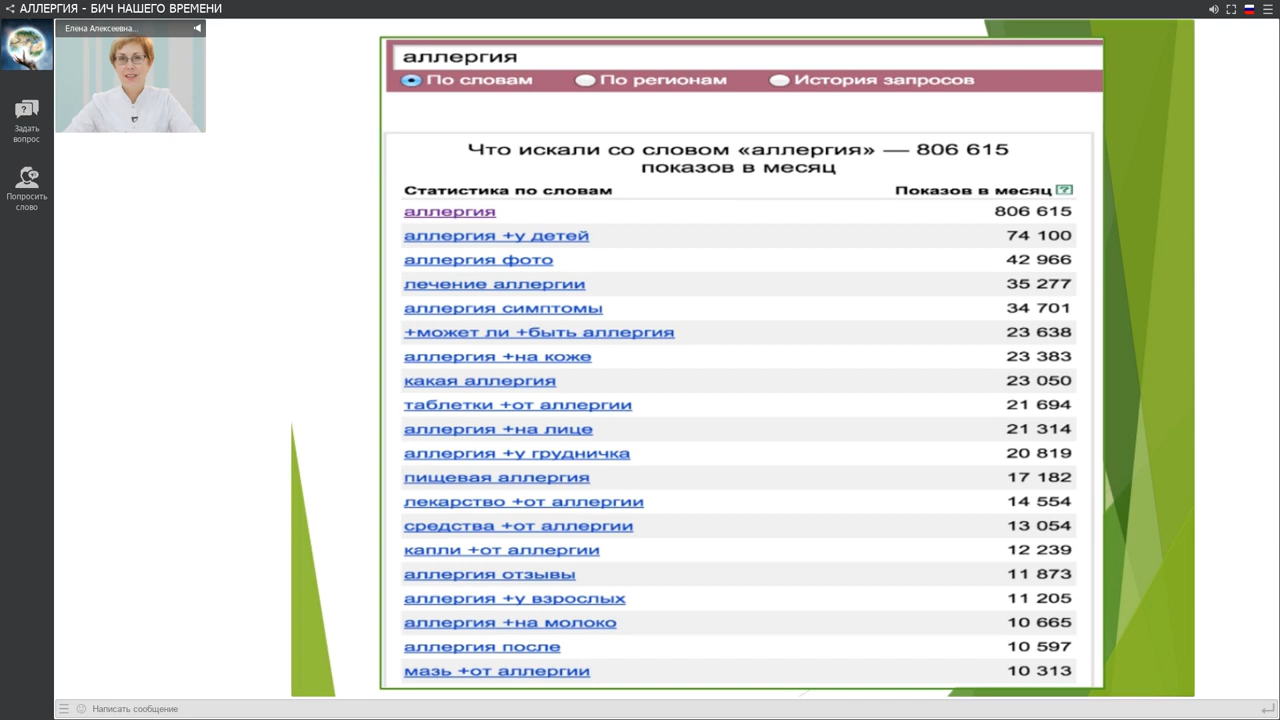 АЛЛЕРГИЯ - БИЧ НАШЕГО ВРЕМЕНИ
Елена Алексеевна...
Задать
вопрос
Попросить
слово
аллергия
По словам По регионам История запросов
Что искали со словом «аллергия» — 806 615
показов в месяц
Статистика по словам Показов в месяц ?
аллергия 806 615
аллергия +у детей 74 100
аллергия фото 42 966
лечение аллергии 35 277
аллергия симптомы 34 701
+может ли +быть аллергия 23 638
аллергия +на коже 23 383
какая аллергия 23 050
таблетки +от аллергии 21 694
аллергия +на лице 21 314
аллергия +у грудничка 20 819
пищевая аллергия 17 182
лекарство +от аллергии 14 554
средства +от аллергии 13 054
капли +от аллергии 12 239
аллергия отзывы 11 873
аллергия +у взрослых 11 205
аллергия +на молоко 10 665
аллергия после 10 597
мазь +от аллергии 10 313
Написать сообщение